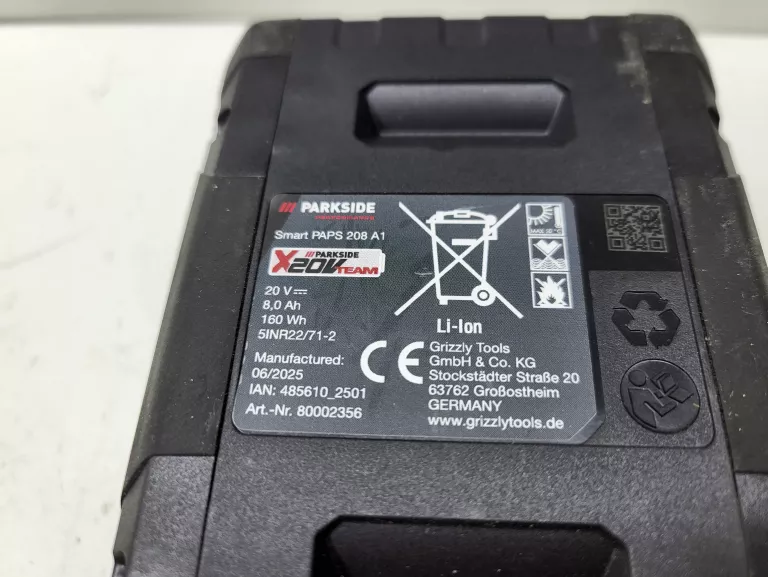 /// PARKSIDE
Smart PAPS 208 A1
///PARKSIDE
X20VTEAM
20 V
8,0 Ah
160 Wh
5INR22/71-2
Manufactured:
06/2025
IAN: 485610_2501
Art.-Nr. 80002356
Li-Ion
CE
Grizzly Tools
GmbH & Co. KG
Stockstädter Straße 20
63762 Großostheim
GERMANY
www.grizzlytools.de